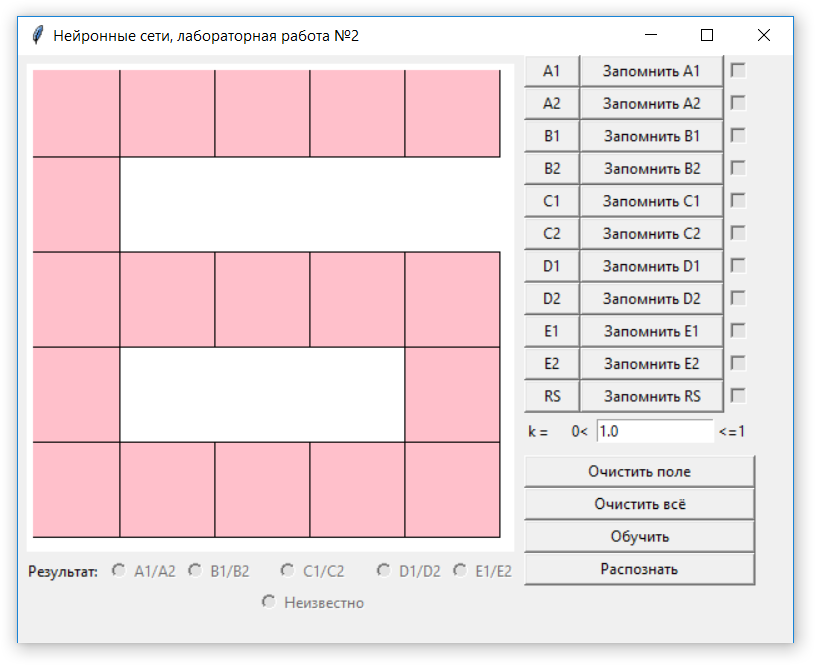 Нейронные сети, лабораторная работа №2
A1 Запомнить A1
A2 Запомнить A2
B1 Запомнить B1
B2 Запомнить B2
C1 Запомнить C1
C2 Запомнить C2
D1 Запомнить D1
D2 Запомнить D2
E1 Запомнить E1
E2 Запомнить E2
RS Запомнить RS
k = 0< 1.0 <=1
Очистить поле
Очистить всё
Обучить
Распознать
Результат: A1/A2 B1/B2 C1/C2 D1/D2 E1/E2
Неизвестно